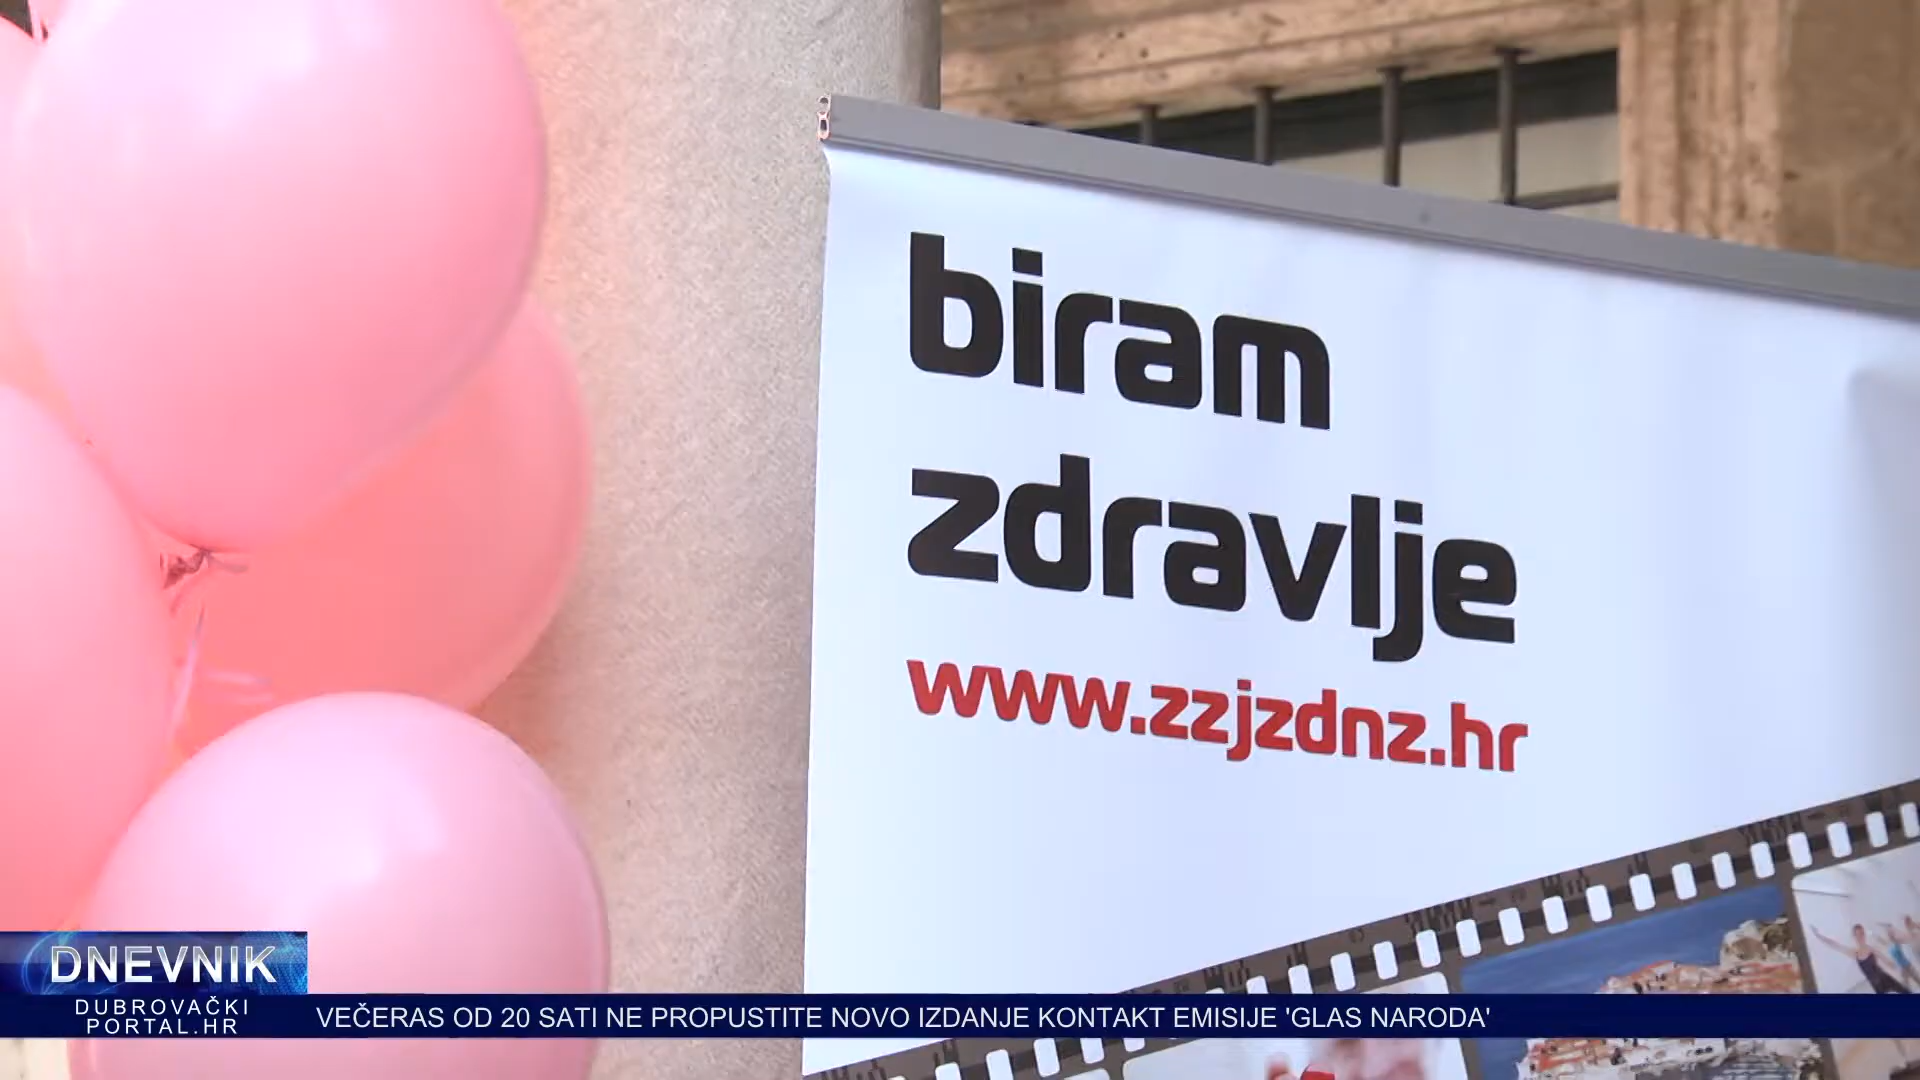 biram
zdravlje
www.zzjzdnz.hr
DNEVNIK
DUBROVAČKI
PORTAL.HR
VEČERAS OD 20 SATI NE PROPUSTITE NOVO IZDANJE KONTAKT EMISIJE 'GLAS NARODA'